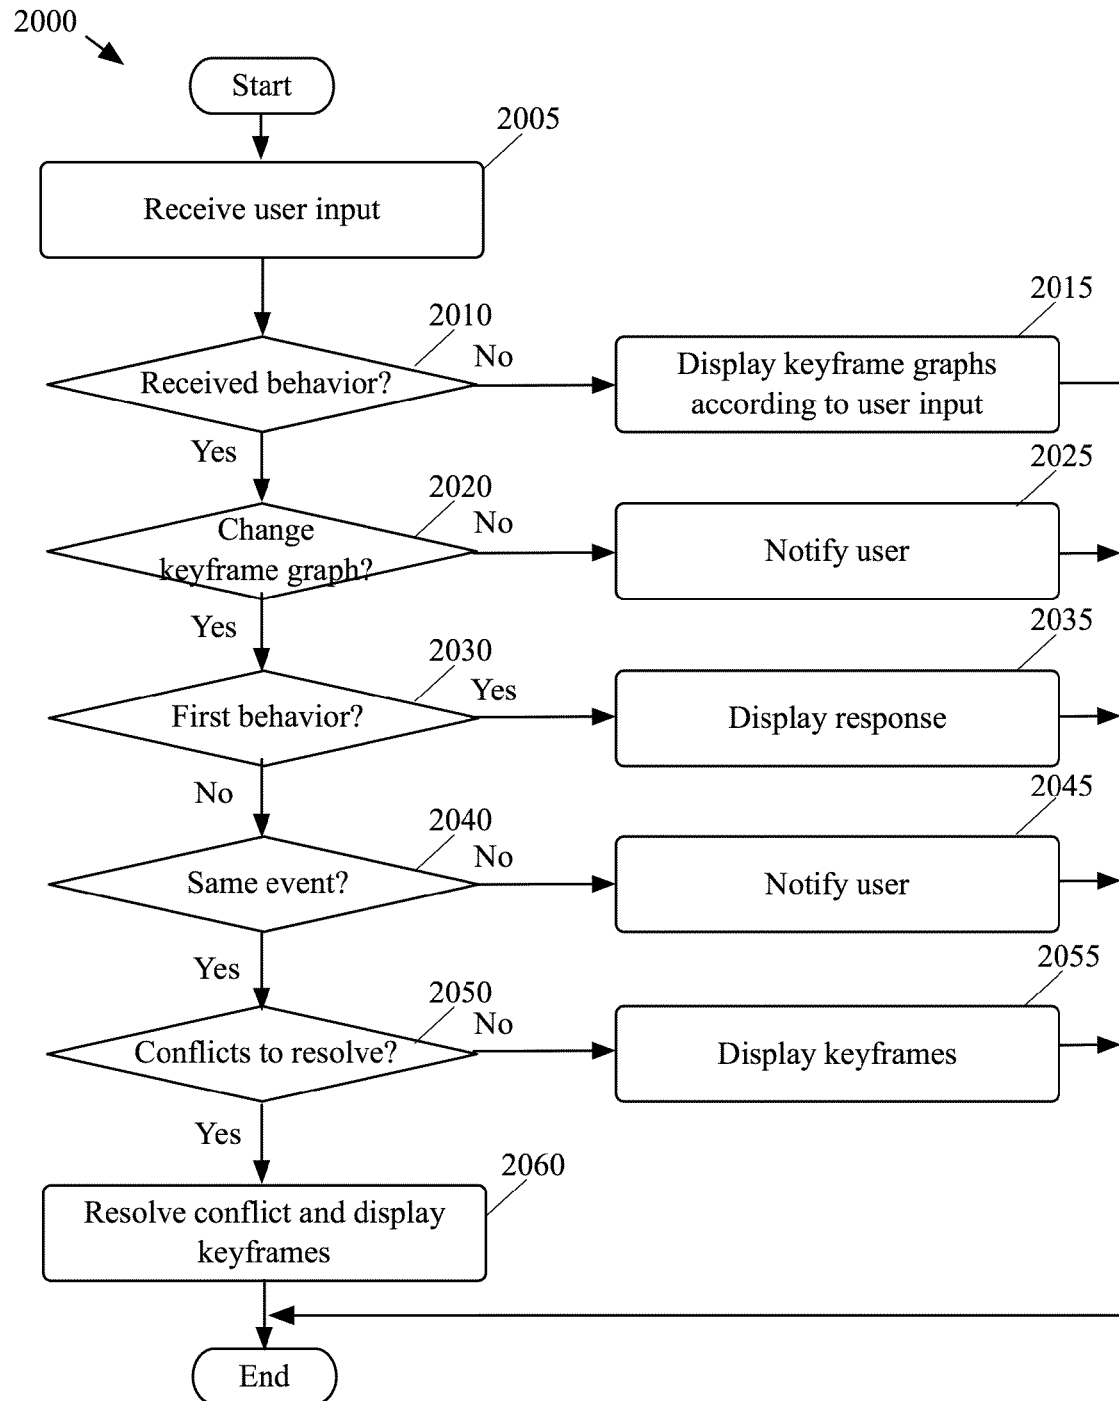 2000
Start
2005
Receive user input
2010
Received behavior?
No
2015
Display keyframe graphs
according to user input
Yes
2020
Change
keyframe graph?
No
2025
Notify user
Yes
2030
First behavior?
Yes
2035
Display response
No
2040
Same event?
No
2045
Notify user
Yes
2050
Conflicts to resolve?
No
2055
Display keyframes
Yes
2060
Resolve conflict and display
keyframes
End